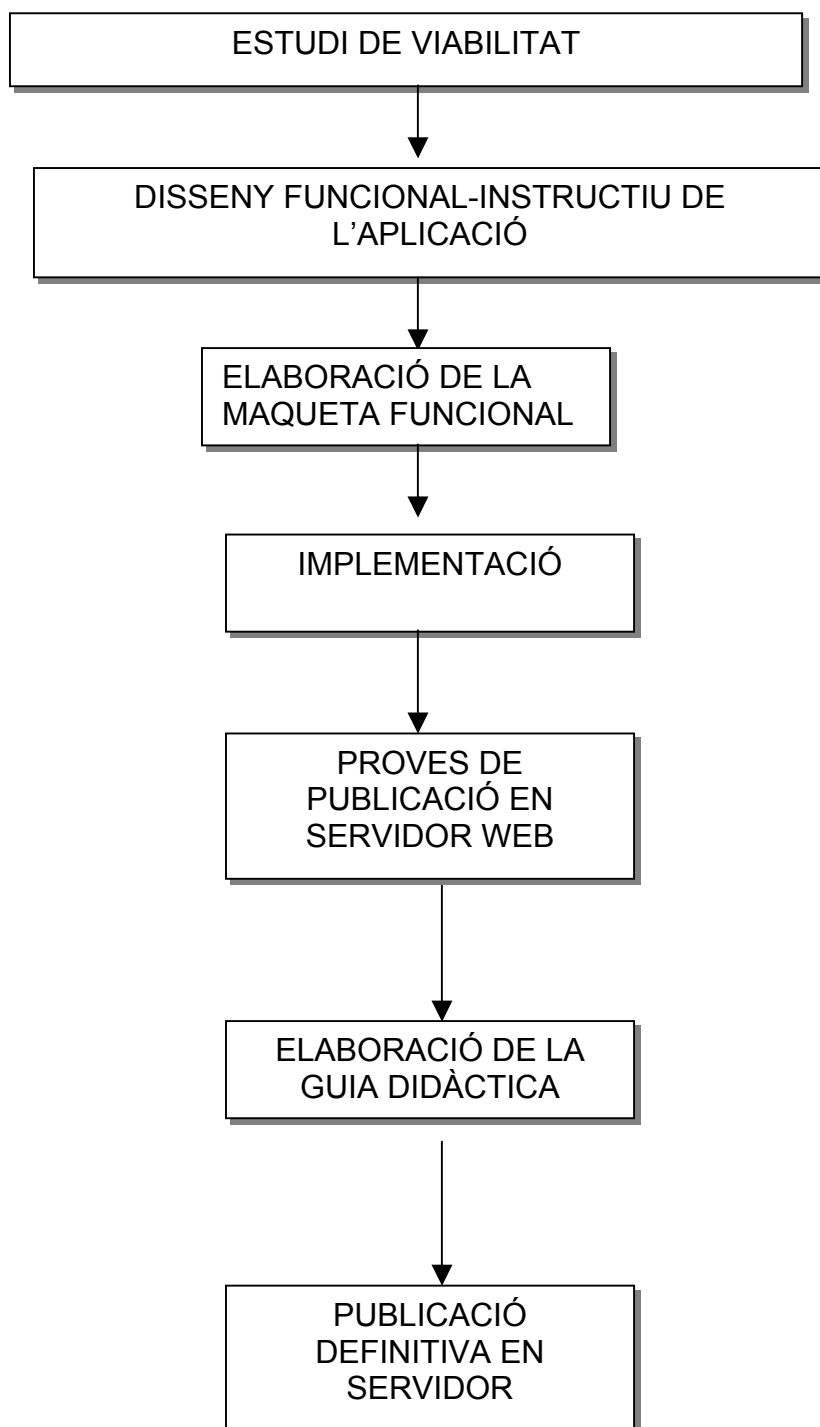 ESTUDI DE VIABILITAT
DISSENY FUNCIONAL-INSTRUCTIU DE
L’APLICACIÓ
ELABORACIÓ DE LA
MAQUETA FUNCIONAL
IMPLEMENTACIÓ
PROVES DE
PUBLICACIÓ EN
SERVIDOR WEB
ELABORACIÓ DE LA
GUIA DIDÀCTICA
PUBLICACIÓ
DEFINITIVA EN
SERVIDOR